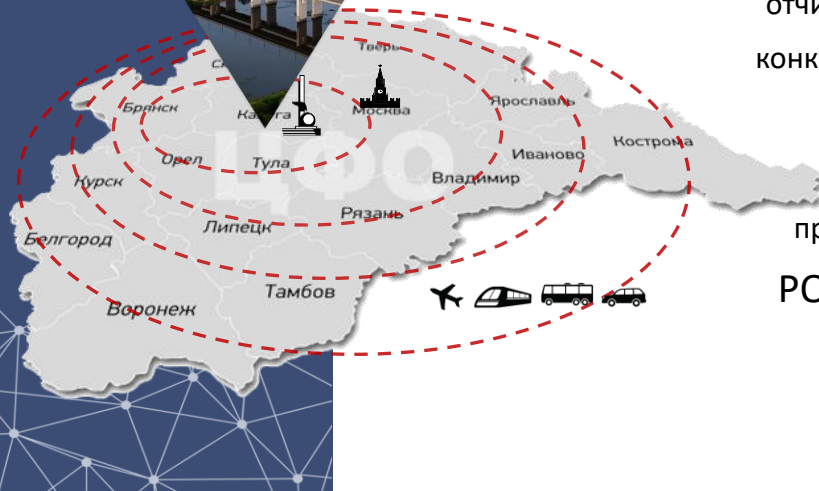 отчи
конк
Тверь
Ярославль
Брянск
Москва
Кострома
Иваново
Орел
Тула
ЦФО
Курск
Владимир
Рязань
Липецк
Белгород
пр
РО
Тамбов
Воронеж